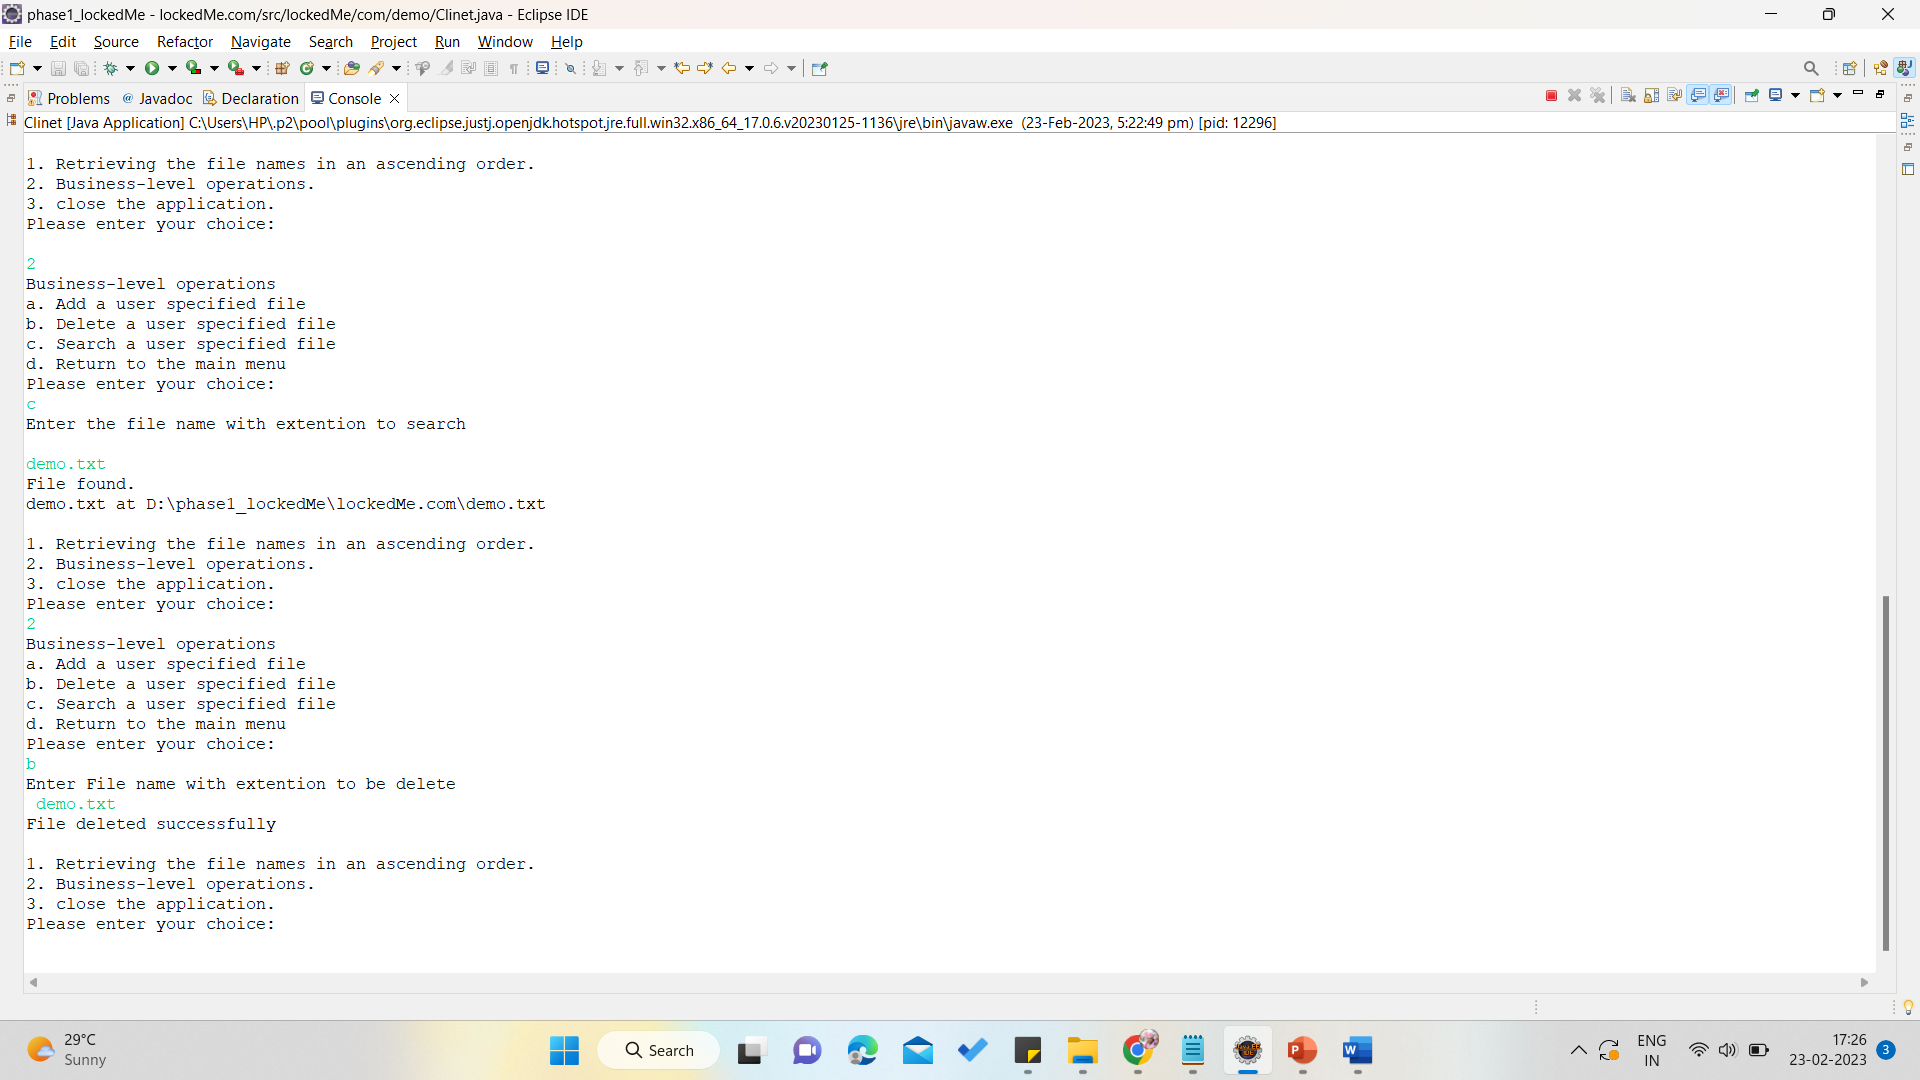 phase1_lockedMe - lockedMe.com/src/lockedMe/com/demo/Clinet.java - Eclipse IDE
File Edit Source Refactor Navigate Search Project Run Window Help
Problems @ Javadoc Declaration Console
Clinet [Java Application] C:\Users\HP\.p2\pool\plugins\org.eclipse.justj.openjdk.hotspot.jre.full.win32.x86_64_17.0.6.v20230125-1136\jre\bin\javaw.exe (23-Feb-2023, 5:22:49 pm) [pid: 12296]
1. Retrieving the file names in an ascending order.
2. Business-level operations.
3. close the application.
Please enter your choice:
2
Business-level operations
a. Add a user specified file
b. Delete a user specified file
c. Search a user specified file
d. Return to the main menu
Please enter your choice:
c
Enter the file name with extention to search
demo.txt
File found.
demo.txt at D:\phase1_lockedMe\lockedMe.com\demo.txt
1. Retrieving the file names in an ascending order.
2. Business-level operations.
3. close the application.
Please enter your choice:
2
Business-level operations
a. Add a user specified file
b. Delete a user specified file
c. Search a user specified file
d. Return to the main menu
Please enter your choice:
b
Enter File name with extention to be delete
demo.txt
File deleted successfully
1. Retrieving the file names in an ascending order.
2. Business-level operations.
3. close the application.
Please enter your choice:
29°C
Sunny
Search
ENG
IN
17:26
23-02-2023
3